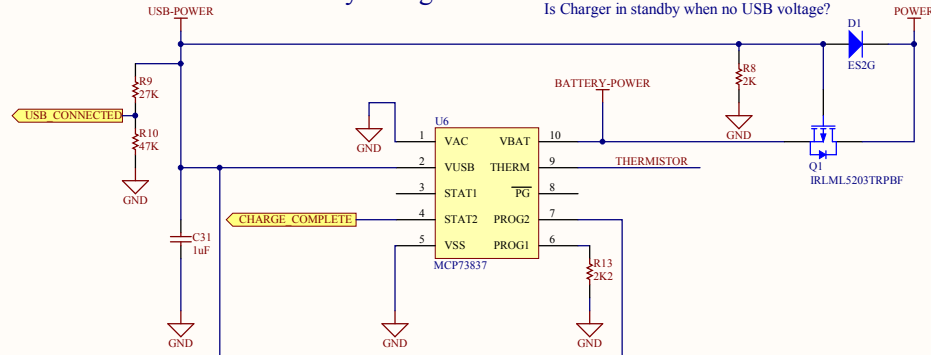 Is Charger in standby when no USB voltage?
USB-POWER
POWER
D1
ES2G
R9
27K
R8
2K
BATTERY-POWER
USB_CONNECTED
R10
47K
GND
U6
GND
GND
1
VAC
VBAT
10
2
VUSB
THERM
9
THERMISTOR
Q1
IRLML5203TRPBF
3
STAT1
PG
8
GND
CHARGE_COMPLETE
4
STAT2
PROG2
7
C31
1uF
5
VSS
PROG1
6
MCP73837
R13
2K2
GND
GND
GND